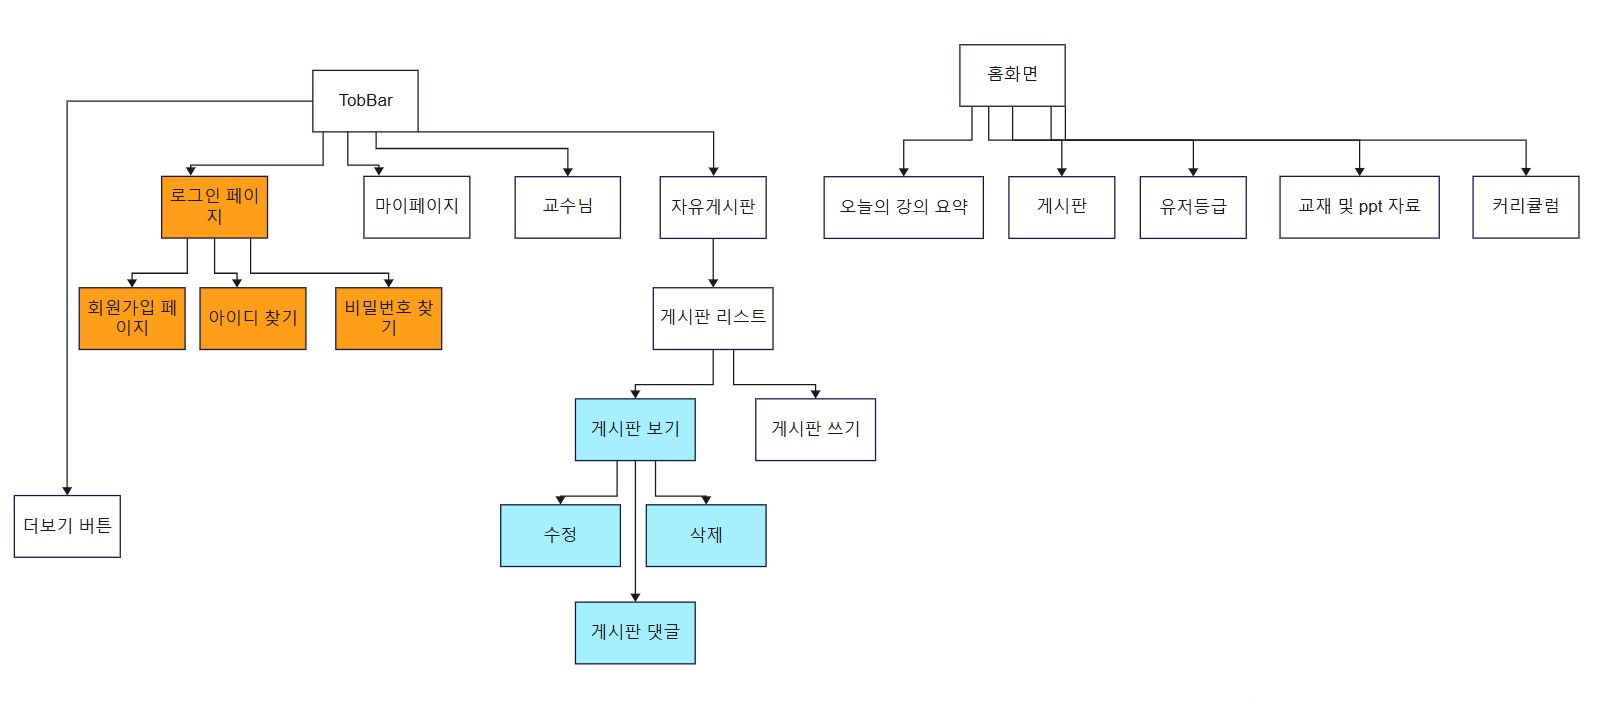 홈화면
TobBar
로그인 페이
지
마이페이지
교수님
자유게시판
오늘의 강의 요약
게시판
유저등급
교재 및 ppt 자료
커리큘럼
회원가입 페
이지
아이디 찾기
비밀번호 찾
기
게시판 리스트
게시판 보기
게시판 쓰기
더보기 버튼
수정
삭제
게시판 댓글